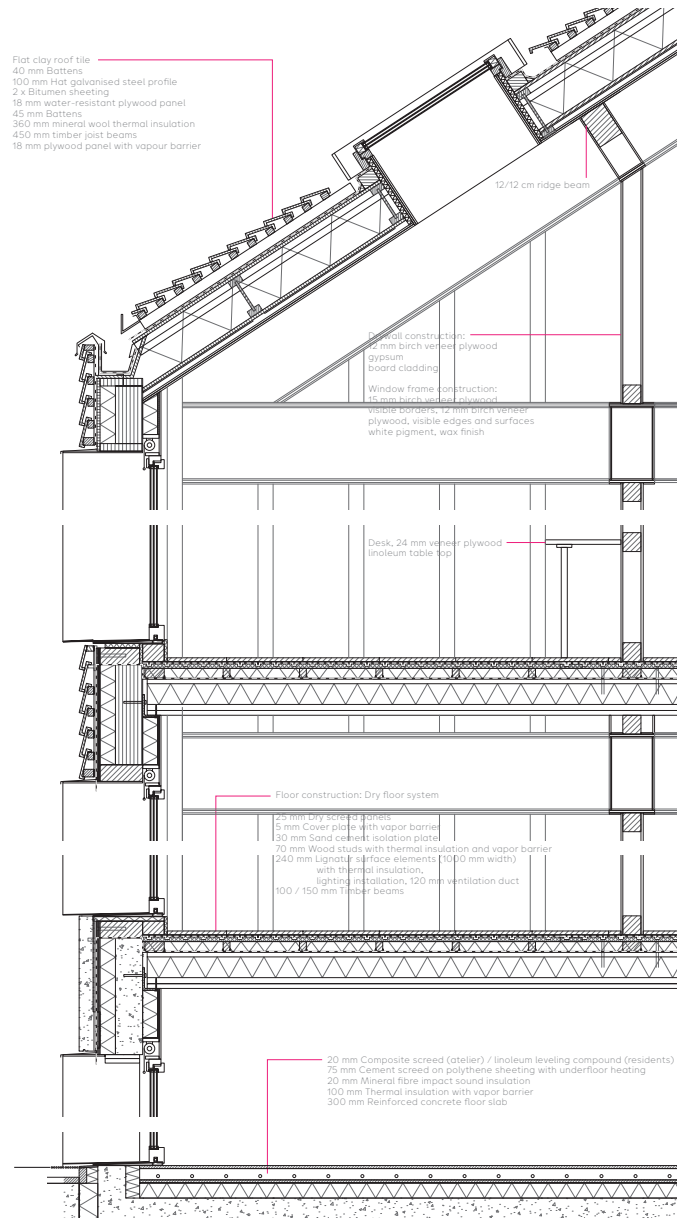 Flat clay roof tile
40 mm Battens
100 mm Hat galvanised steel profile
2 x Bitumen sheeting
18 mm water-resistant plywood panel
45 mm Battens
360 mm mineral wool thermal insulation
450 mm timber joist beams
18 mm plywood panel with vapour barrier
12/12 cm ridge beam
Drywall construction:
12 mm birch veneer plywood
gypsum
board cladding
Window frame construction:
15 mm birch veneer plywood
visible borders, 12 mm birch veneer
plywood, visible edges and surfaces
white pigment, wax finish
Desk, 24 mm veneer plywood
linoleum table top
Floor construction: Dry floor system
25 mm Dry screed panels
5 mm Cover plate with vapor barrier
30 mm Sand cement isolation plate
70 mm Wood studs with thermal insulation and vapor barrier
240 mm Lignatur surface elements (1000 mm width)
with thermal insulation,
lighting installation, 120 mm ventilation duct
100 / 150 mm Timber beams
20 mm Composite screed (atelier) / linoleum leveling compound (residents)
75 mm Cement screed on polythene sheeting with underfloor heating
20 mm Mineral fibre impact sound insulation
100 mm Thermal insulation with vapor barrier
300 mm Reinforced concrete floor slab